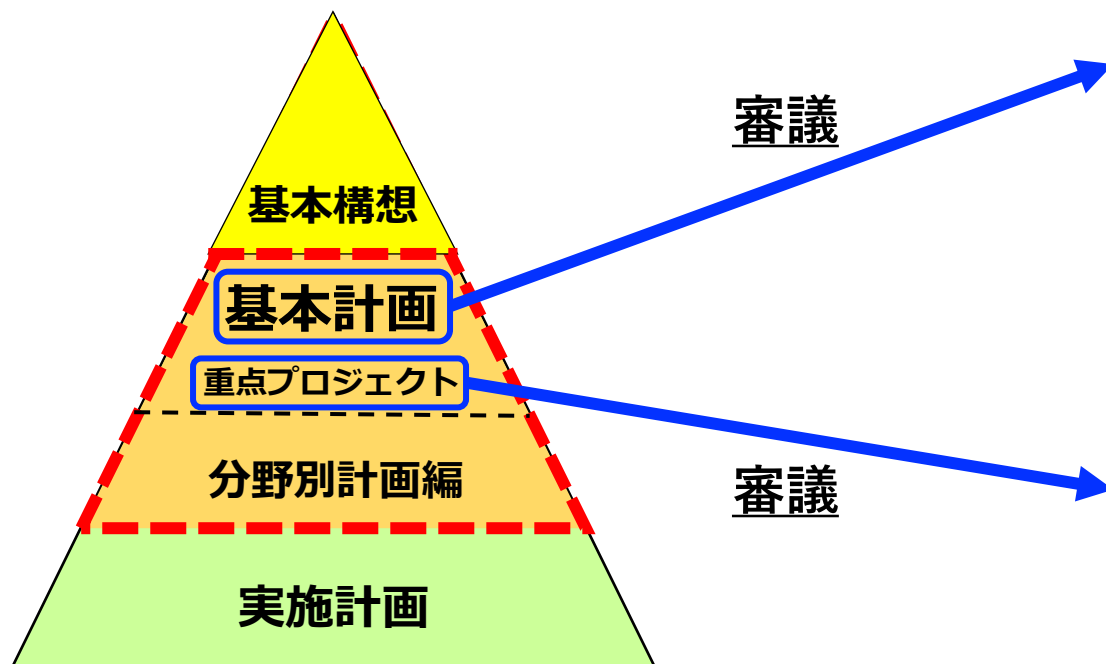 審議
基本構想
基本計画
重点プロジェクト
分野別計画編
審議
実施計画